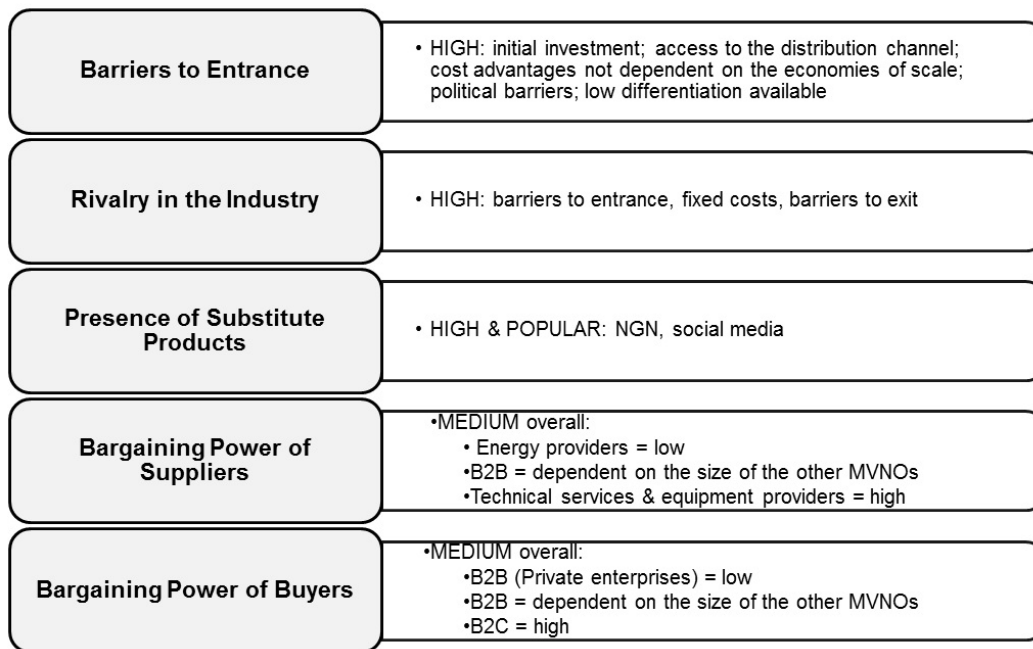 Barriers to Entrance
• HIGH: initial investment; access to the distribution channel;
cost advantages not dependent on the economies of scale;
political barriers; low differentiation available
Rivalry in the Industry
• HIGH: barriers to entrance, fixed costs, barriers to exit
Presence of Substitute
Products
• HIGH & POPULAR: NGN, social media
Bargaining Power of
Suppliers
•MEDIUM overall:
• Energy providers = low
•B2B = dependent on the size of the other MVNOs
•Technical services & equipment providers = high
Bargaining Power of Buyers
•MEDIUM overall:
•B2B (Private enterprises) = low
•B2B = dependent on the size of the other MVNOs
•B2C = high